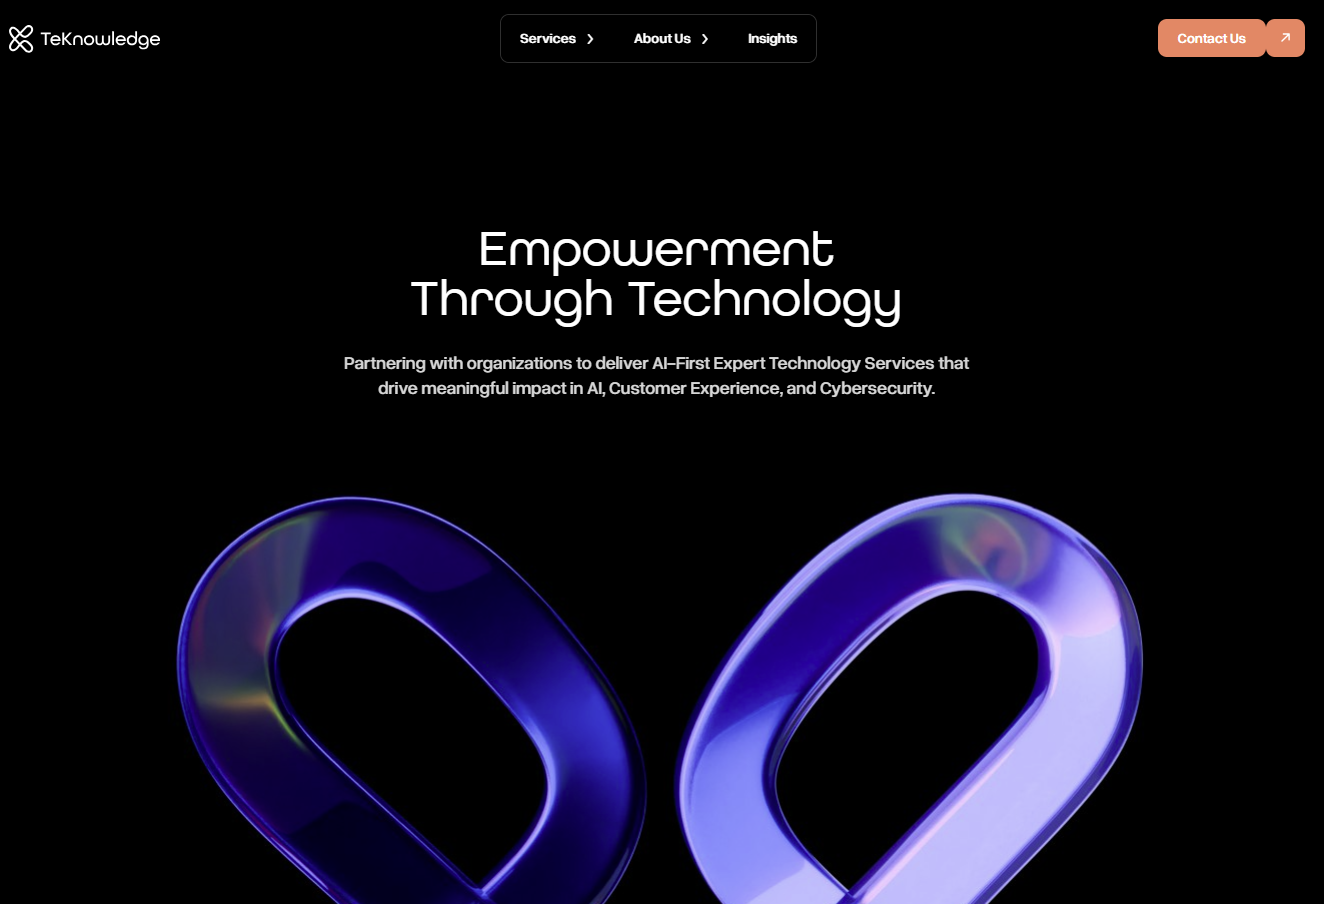 TeKnowledge
Services
About Us
Insights
Contact Us
Empowerment
Through Technology
Partnering with organizations to deliver AI–First Expert Technology Services that
drive meaningful impact in AI, Customer Experience, and Cybersecurity.